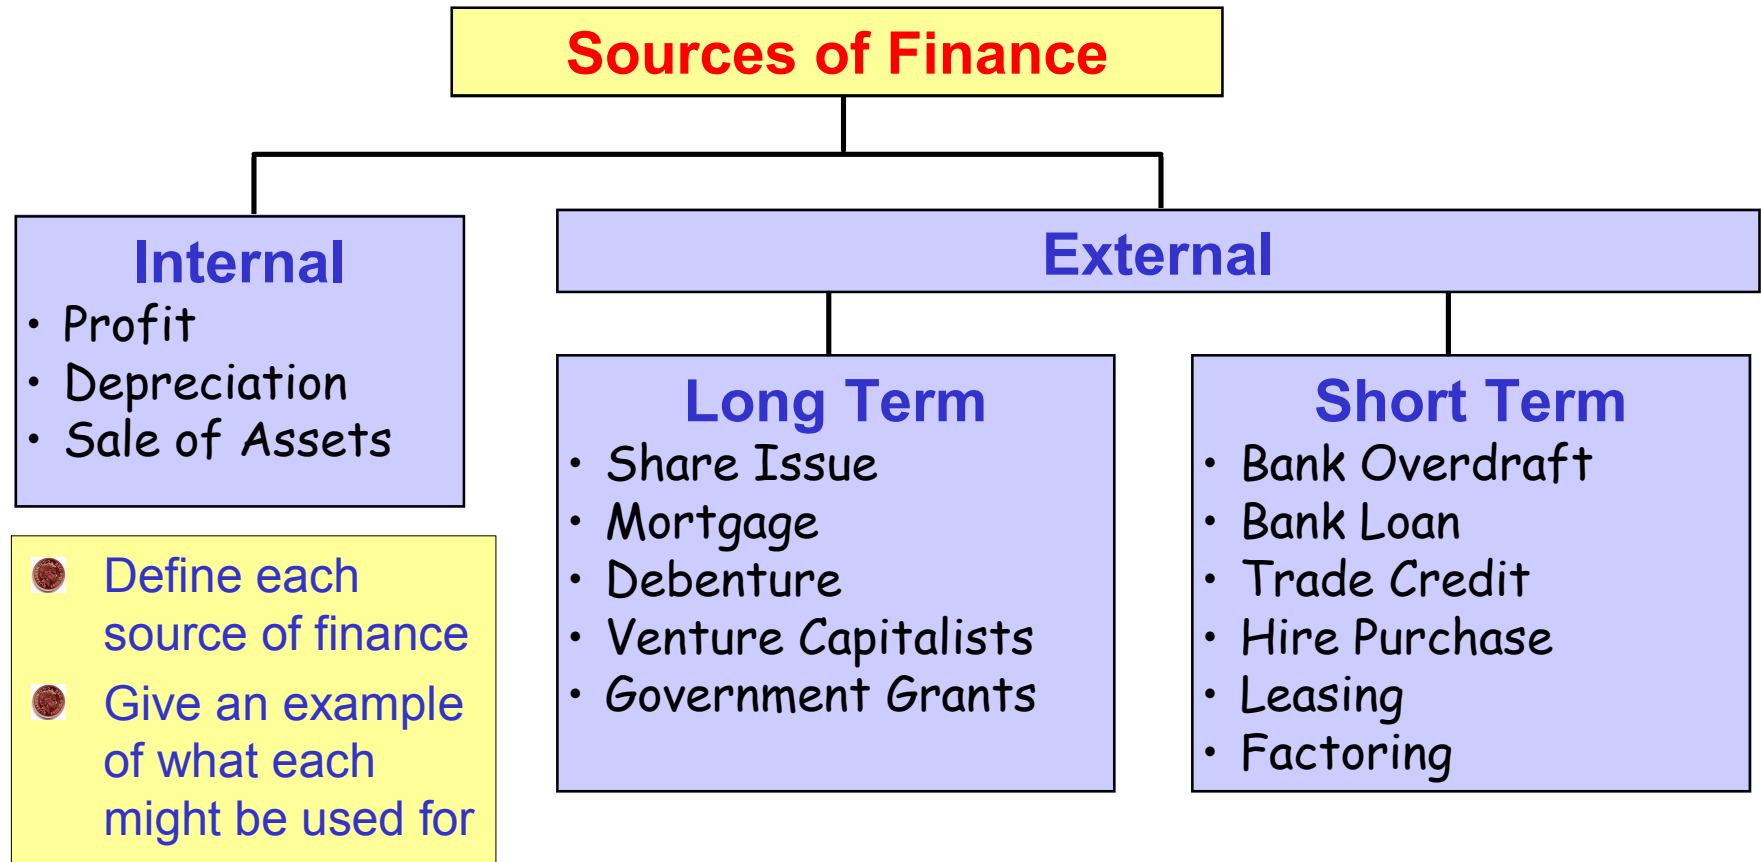 Sources of Finance
Internal
• Profit
• Depreciation
• Sale of Assets
External
Long Term
• Share Issue
• Mortgage
• Debenture
• Venture Capitalists
• Government Grants
Short Term
• Bank Overdraft
• Bank Loan
• Trade Credit
• Hire Purchase
• Leasing
• Factoring
Define each
source of finance
Give an example
of what each
might be used for